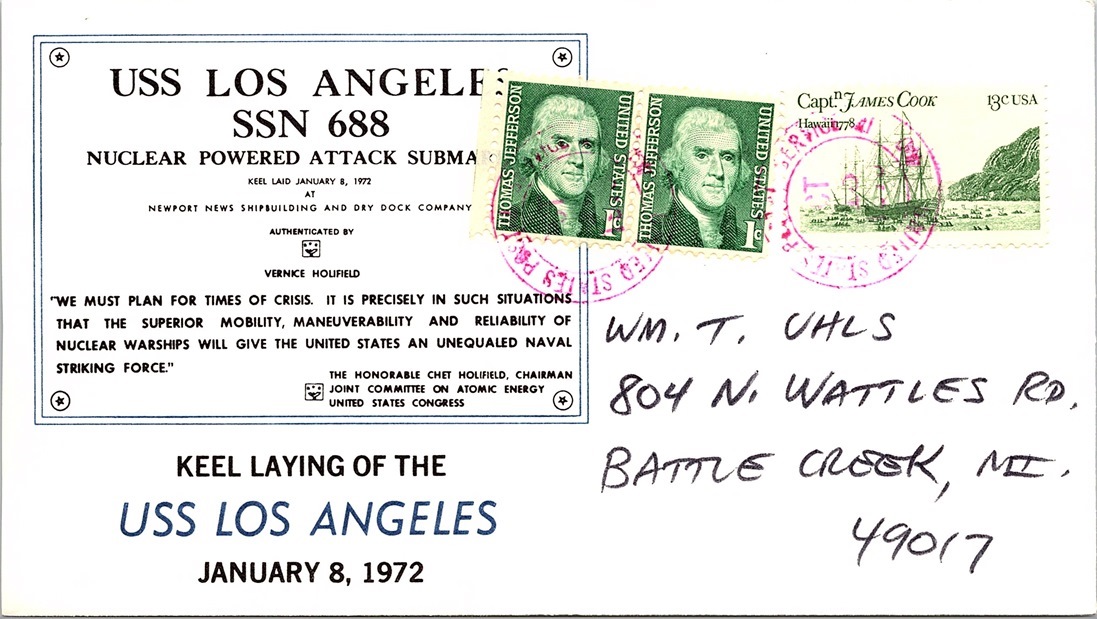 USS LOS ANGELES
SSN 688
NUCLEAR POWERED ATTACK SUBMA
KEEL LAID JANUARY 8, 1972
AT
NEWPORT NEWS SHIPBUILDING AND DRY DOCK COMPANY
AUTHENTICATED BY
VERNICE HOLIFIELD
"WE MUST PLAN FOR TIMES OF CRISIS. IT IS PRECISELY IN SUCH SITUATIONS
THAT THE SUPERIOR MOBILITY, MANEUVERABILITY AND RELIABILITY OF
NUCLEAR WARSHIPS WILL GIVE THE UNITED STATES AN UNEQUALED NAVAL
STRIKING FORCE."
THE HONORABLE CHET HOLIFIELD, CHAIRMAN
JOINT COMMITTEE ON ATOMIC ENERGY
UNITED STATES CONGRESS
KEEL LAYING OF THE
USS LOS ANGELES
JANUARY 8, 1972
THOMAS JEFFERSON
UNITED STATES
1c
THOMAS JEFFERSON
UNITED STATES
1c
Captn JAMES COOK
13c USA
Hawaii 1778
WM. T. UHLS
804 N. WATTLES RD.
BATTLE CREEK, MI.
49017